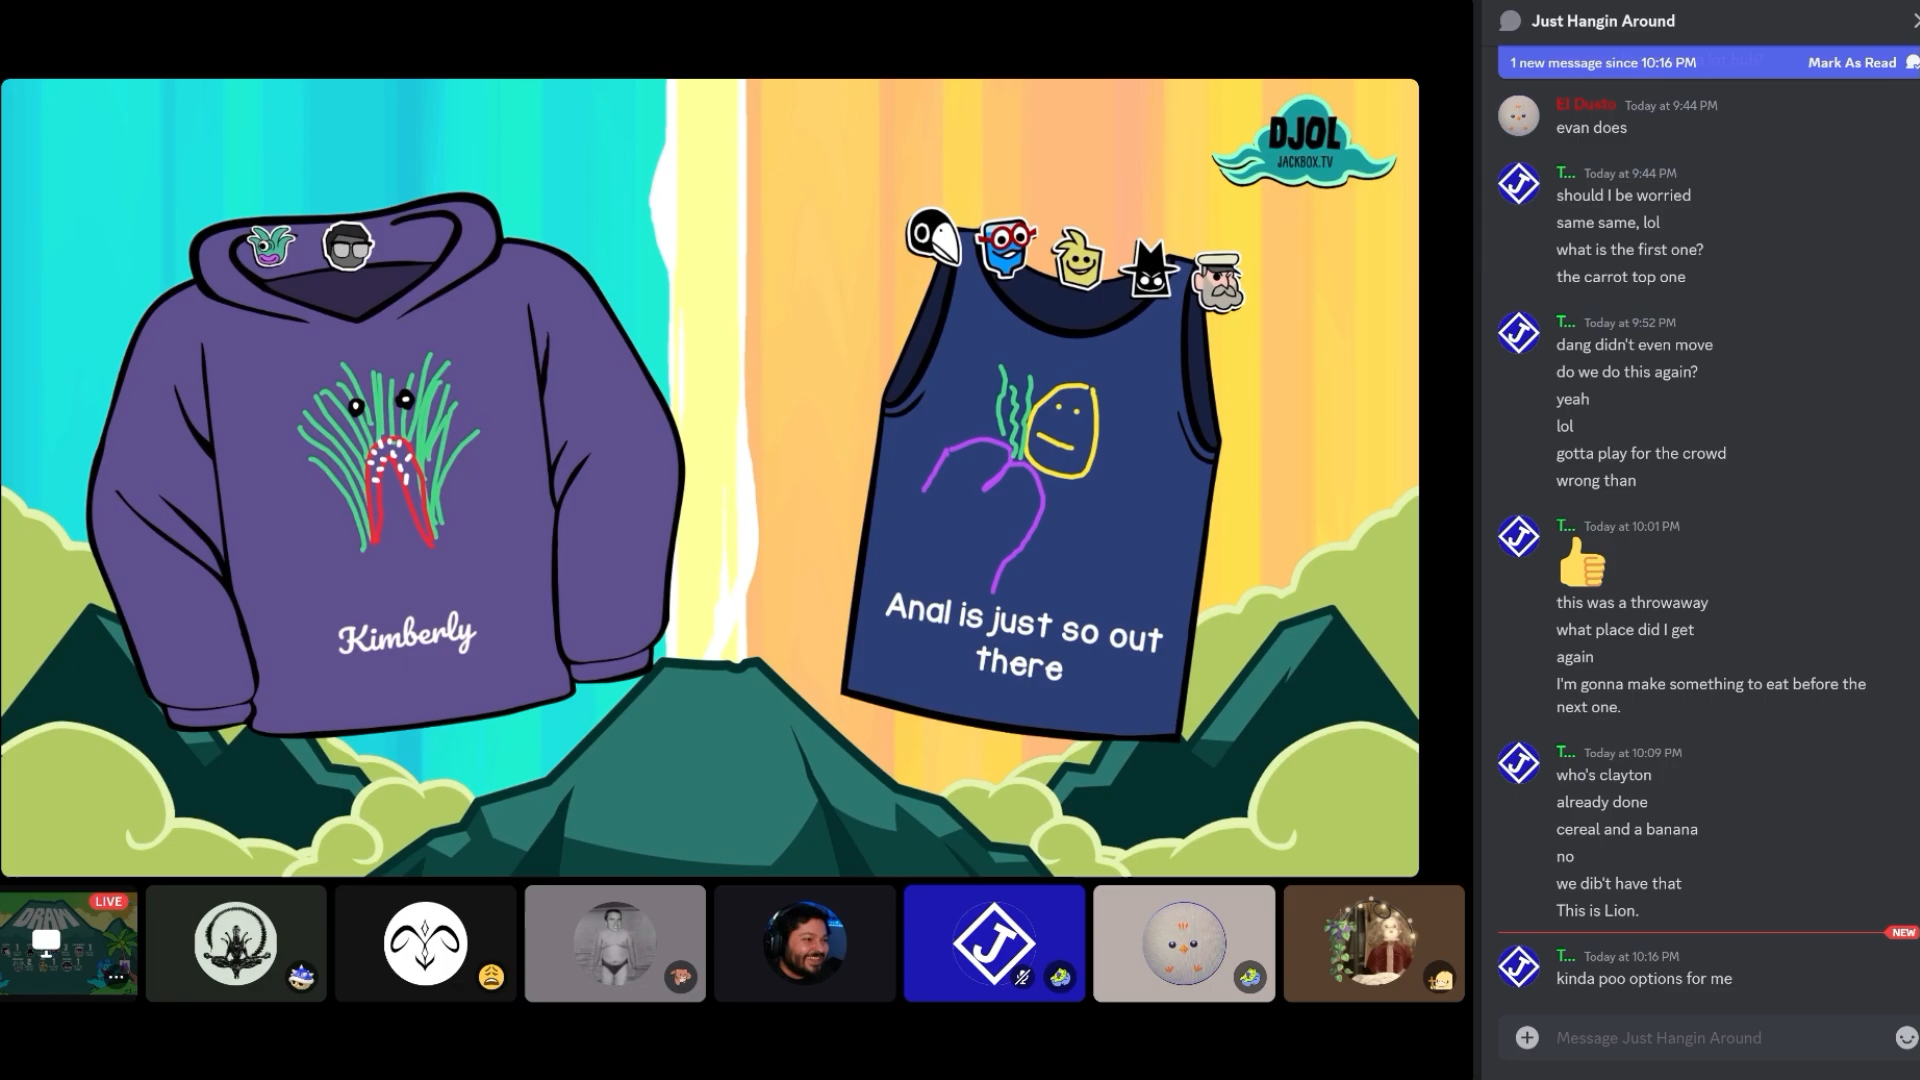 DJOL
JACKBOX.TV
Kimberly
Anal is just so out
there
LIVE
DRAW
J
Just Hangin Around
1 new message since 10:16 PM
Mark As Read
El Dusto Today at 9:44 PM
evan does
T... Today at 9:44 PM
should I be worried
same same, lol
what is the first one?
the carrot top one
T... Today at 9:52 PM
dang didn't even move
do we do this again?
yeah
lol
gotta play for the crowd
wrong than
T... Today at 10:01 PM
this was a throwaway
what place did I get
again
I'm gonna make something to eat before the
next one.
T... Today at 10:09 PM
who's clayton
already done
cereal and a banana
no
we dib't have that
This is Lion.
NEW
T... Today at 10:16 PM
kinda poo options for me
Message Just Hangin Around